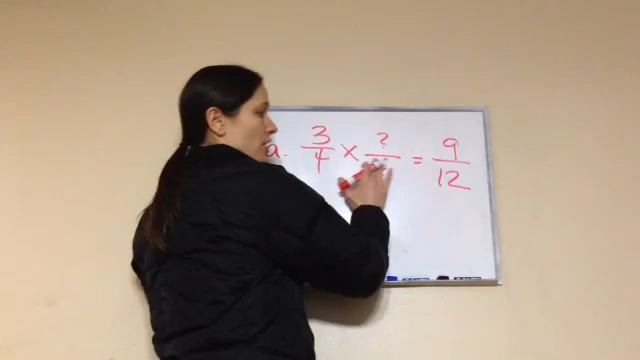 a. 3/4 × ?/ = 9/12